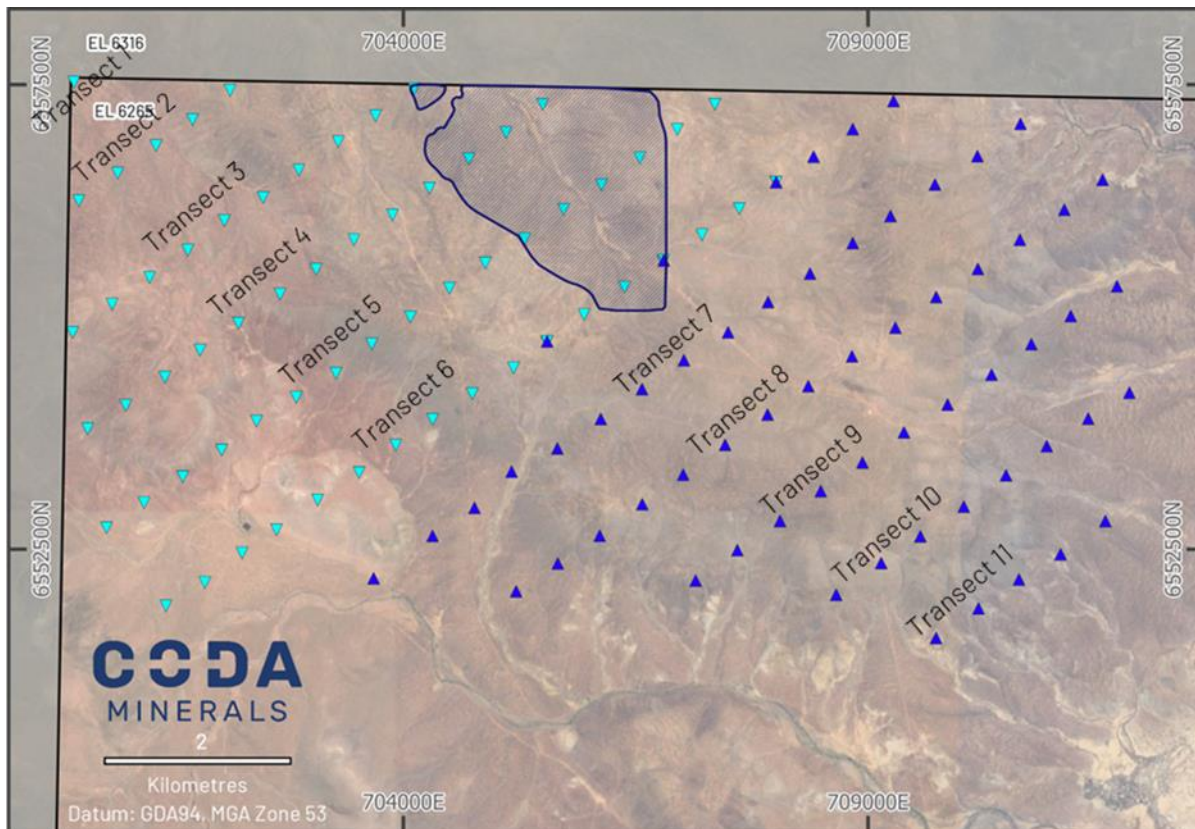 EL 6316
704000E
709000E
6557500N
6557500N
EL 6265
Transect 1
Transect 2
Transect 3
Transect 4
Transect 5
Transect 6
Transect 7
Transect 8
Transect 9
Transect 10
Transect 11
6552500N
6552500N
CODA
MINERALS
2
Kilometres
Datum: GDA94, MGA Zone 53
704000E
709000E